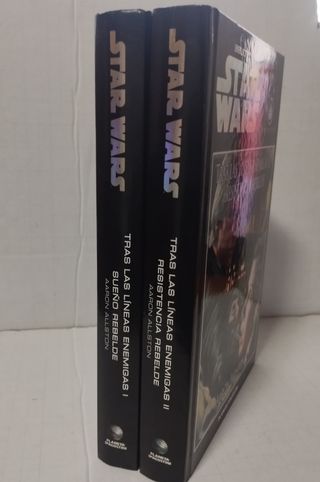 STAR WARS
TRAS LAS LÍNEAS ENEMIGAS I
SUEÑO REBELDE
AARON ALLSTON
PLANETA
DEAGOSTINI
STAR WARS
TRAS LAS LÍNEAS ENEMIGAS II
RESISTENCIA REBELDE
AARON ALLSTON
PLANETA
DEAGOSTINI
STAR
WARS